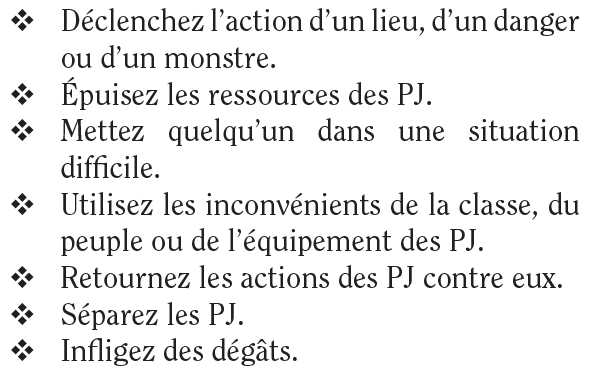 ❖ Déclenchez l’action d’un lieu, d’un danger
ou d’un monstre.
❖ Épuisez les ressources des PJ.
❖ Mettez quelqu’un dans une situation
difficile.
❖ Utilisez les inconvénients de la classe, du
peuple ou de l’équipement des PJ.
❖ Retournez les actions des PJ contre eux.
❖ Séparez les PJ.
❖ Infligez des dégâts.